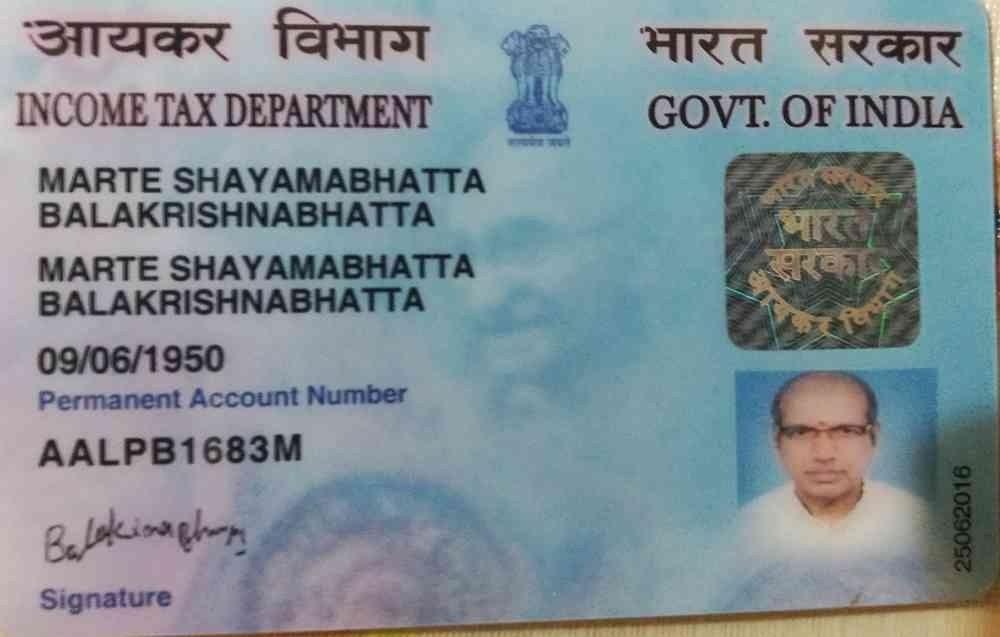 आयकर विभाग
INCOME TAX DEPARTMENT
सत्यमेव जयते
भारत सरकार
GOVT. OF INDIA
MARTE SHAYAMABHATTA
BALAKRISHNABHATTA
MARTE SHAYAMABHATTA
BALAKRISHNABHATTA
09/06/1950
Permanent Account Number
AALPB1683M
Signature
भारत सरकार
भारत
सरकार
आयकर विभाग
25062016